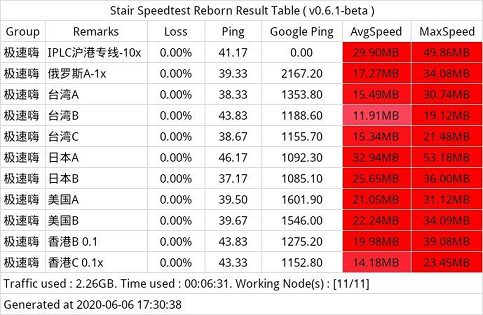 Stair Speedtest Reborn Result Table ( v0.6.1-beta )
Group Remarks Loss Ping Google Ping AvgSpeed MaxSpeed
极速嗨 IPLC沪港专线-10x 0.00% 41.17 0.00 29.90MB 49.86MB
极速嗨 俄罗斯A-1x 0.00% 39.33 2167.20 17.27MB 34.08MB
极速嗨 台湾A 0.00% 38.33 1353.80 15.49MB 30.74MB
极速嗨 台湾B 0.00% 43.83 1188.60 11.91MB 19.12MB
极速嗨 台湾C 0.00% 38.67 1155.70 15.34MB 21.48MB
极速嗨 日本A 0.00% 46.17 1092.30 32.94MB 53.18MB
极速嗨 日本B 0.00% 37.17 1085.10 25.65MB 36.00MB
极速嗨 美国A 0.00% 39.50 1601.90 21.05MB 31.12MB
极速嗨 美国B 0.00% 39.67 1546.00 22.24MB 34.09MB
极速嗨 香港B 0.1 0.00% 43.83 1275.20 19.98MB 39.08MB
极速嗨 香港C 0.1x 0.00% 43.83 1152.80 14.18MB 23.45MB
Traffic used : 2.26GB. Time used : 00:06:31. Working Node(s) : [11/11]
Generated at 2020-06-06 17:30:38